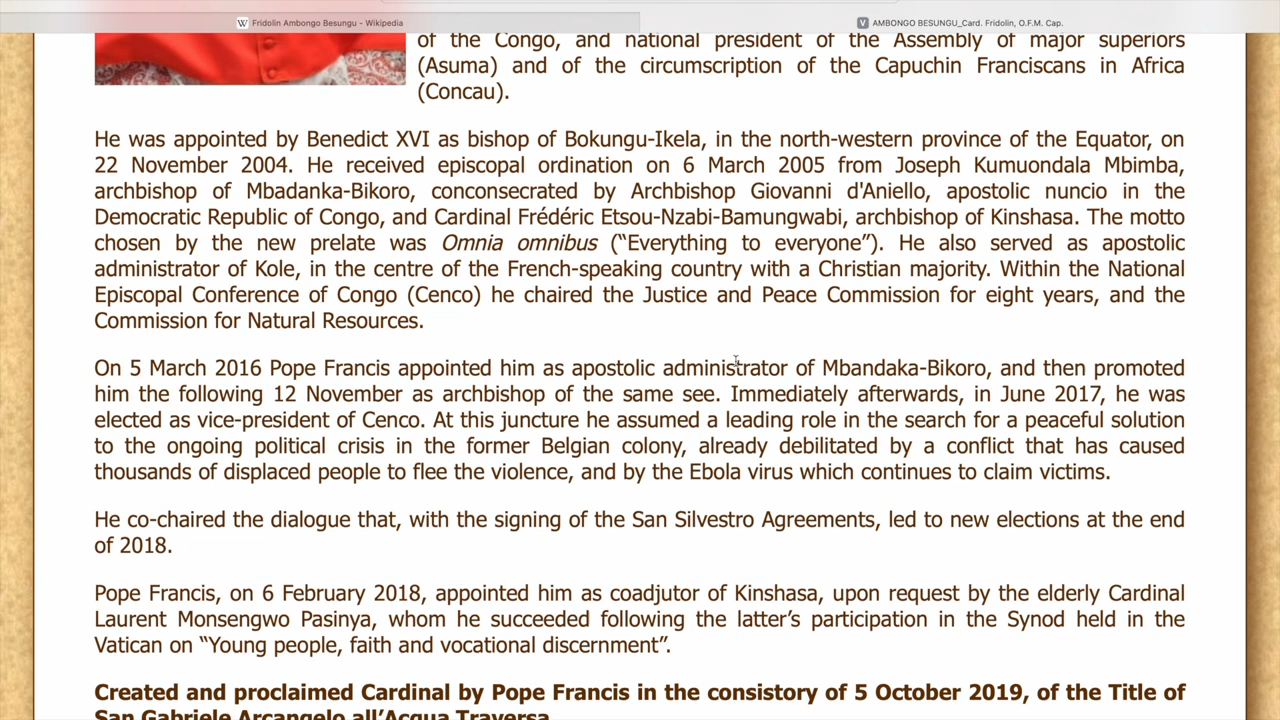 Fridolin Ambongo Besungu - Wikipedia
AMBONGO BESUNGU_Card. Fridolin, O.F.M. Cap.
of the Congo, and national president of the Assembly of major superiors
(Asuma) and of the circumscription of the Capuchin Franciscans in Africa
(Concau).
He was appointed by Benedict XVI as bishop of Bokungu-Ikela, in the north-western province of the Equator, on
22 November 2004. He received episcopal ordination on 6 March 2005 from Joseph Kumuondala Mbimba,
archbishop of Mbadanka-Bikoro, conconsecrated by Archbishop Giovanni d'Aniello, apostolic nuncio in the
Democratic Republic of Congo, and Cardinal Frédéric Etsou-Nzabi-Bamungwabi, archbishop of Kinshasa. The motto
chosen by the new prelate was Omnia omnibus (“Everything to everyone”). He also served as apostolic
administrator of Kole, in the centre of the French-speaking country with a Christian majority. Within the National
Episcopal Conference of Congo (Cenco) he chaired the Justice and Peace Commission for eight years, and the
Commission for Natural Resources.
On 5 March 2016 Pope Francis appointed him as apostolic administrator of Mbandaka-Bikoro, and then promoted
him the following 12 November as archbishop of the same see. Immediately afterwards, in June 2017, he was
elected as vice-president of Cenco. At this juncture he assumed a leading role in the search for a peaceful solution
to the ongoing political crisis in the former Belgian colony, already debilitated by a conflict that has caused
thousands of displaced people to flee the violence, and by the Ebola virus which continues to claim victims.
He co-chaired the dialogue that, with the signing of the San Silvestro Agreements, led to new elections at the end
of 2018.
Pope Francis, on 6 February 2018, appointed him as coadjutor of Kinshasa, upon request by the elderly Cardinal
Laurent Monsengwo Pasinya, whom he succeeded following the latter’s participation in the Synod held in the
Vatican on “Young people, faith and vocational discernment”.
Created and proclaimed Cardinal by Pope Francis in the consistory of 5 October 2019, of the Title of
San Gabriele Arcangelo all’Acqua Traversa